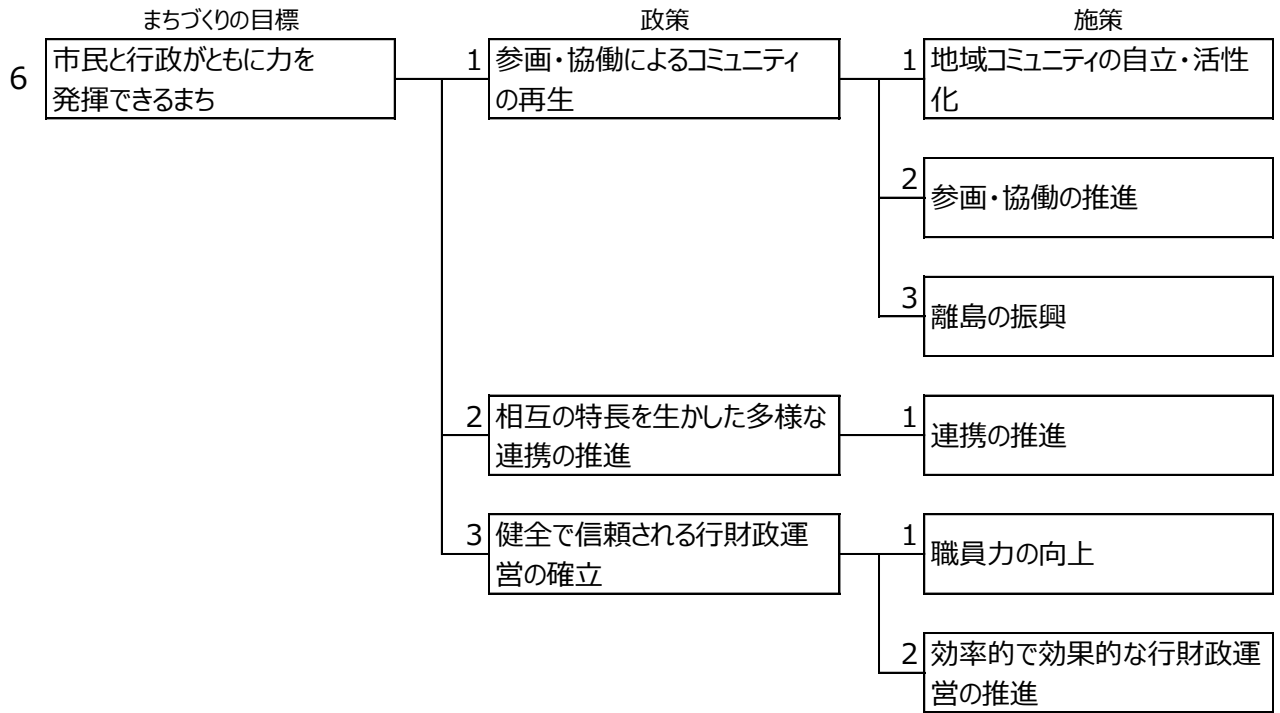 まちづくりの目標 政策 施策
6 市民と行政がともに力を
発揮できるまち
1 参画・協働によるコミュニティ
の再生
1 地域コミュニティの自立・活性
化
2 参画・協働の推進
3 離島の振興
2 相互の特長を生かした多様な
連携の推進
1 連携の推進
3 健全で信頼される行財政運
営の確立
1 職員力の向上
2 効率的で効果的な行財政運
営の推進